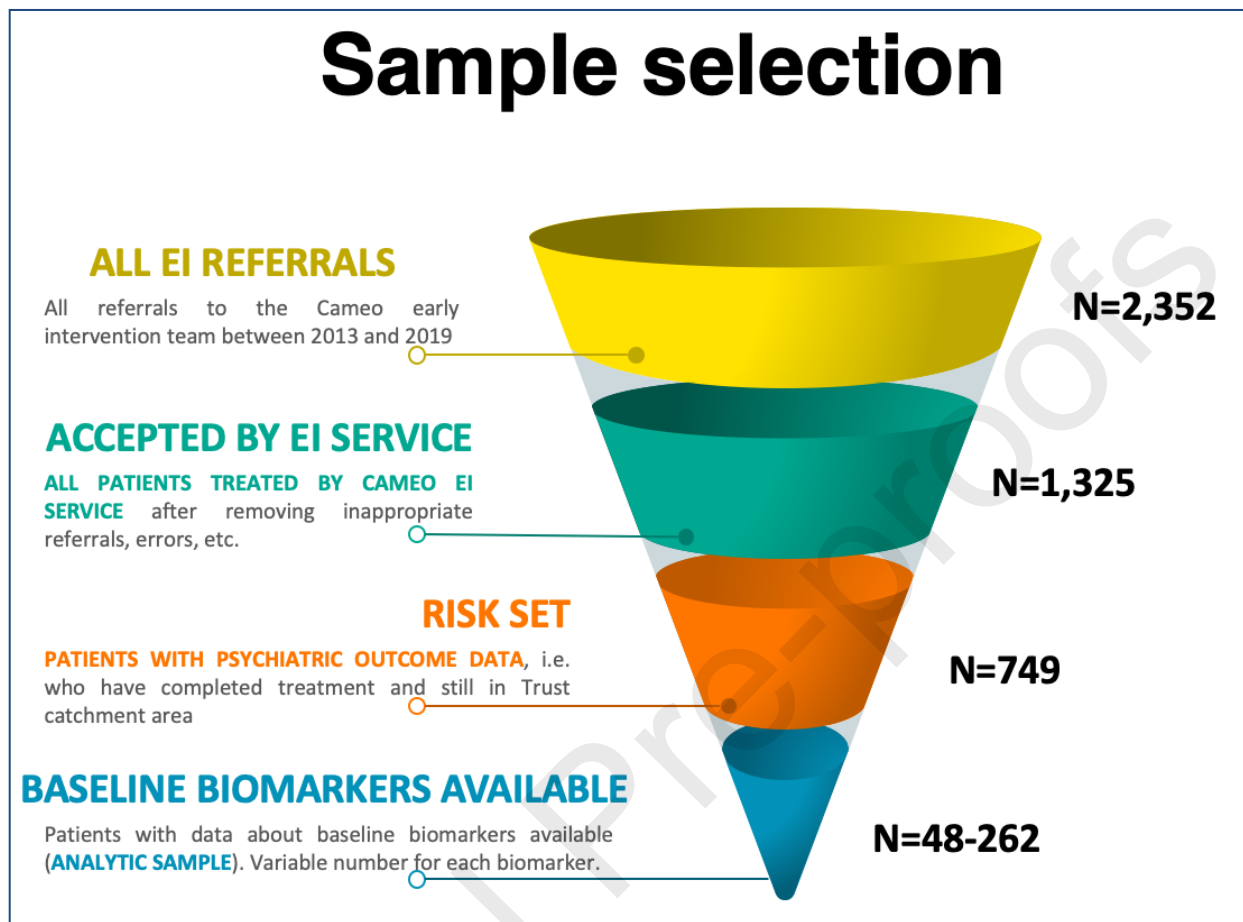 Sample selection
ALL EI REFERRALS
All referrals to the Cameo early
intervention team between 2013 and 2019
N=2,352
ACCEPTED BY EI SERVICE
ALL PATIENTS TREATED BY CAMEO EI
SERVICE after removing inappropriate
referrals, errors, etc.
N=1,325
RISK SET
PATIENTS WITH PSYCHIATRIC OUTCOME DATA, i.e.
who have completed treatment and still in Trust
catchment area
N=749
BASELINE BIOMARKERS AVAILABLE
Patients with data about baseline biomarkers available
(ANALYTIC SAMPLE). Variable number for each biomarker.
N=48-262
Pre-proofs